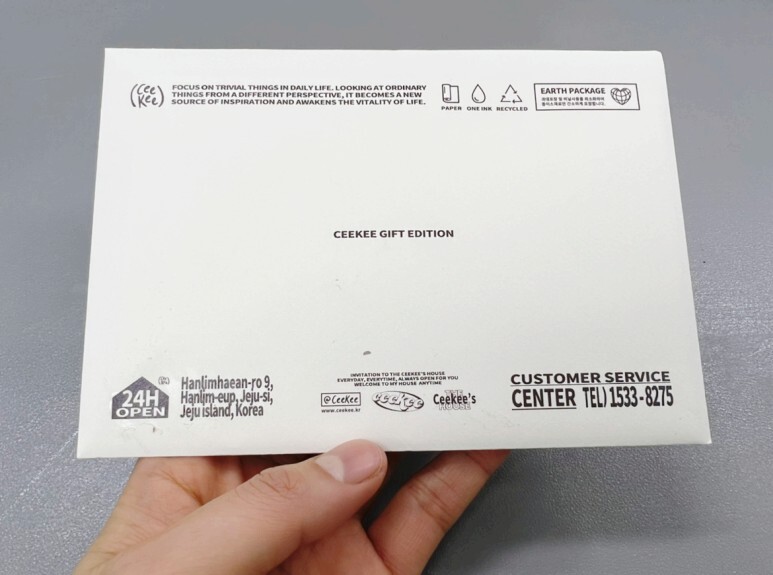 Cee
Kee
FOCUS ON TRIVIAL THINGS IN DAILY LIFE. LOOKING AT ORDINARY
THINGS FROM A DIFFERENT PERSPECTIVE, IT BECOMES A NEW
SOURCE OF INSPIRATION AND AWAKENS THE VITALITY OF LIFE.
PAPER ONE INK RECYCLED
EARTH PACKAGE
CEEKEE GIFT EDITION
24H
OPEN
Hanlimhaean-ro 9,
Hanlim-eup, Jeju-si,
Jeju island, Korea
INVITATION TO THE CEEKEE'S HOUSE
EVERYDAY, EVERYTIME, ALWAYS OPEN FOR YOU
WELCOME TO MY HOUSE ANYTIME
@CeeKee
www.ceekee.kr
THE
Ceekee's
HOUSE
CUSTOMER SERVICE
CENTER TEL) 1533-8275